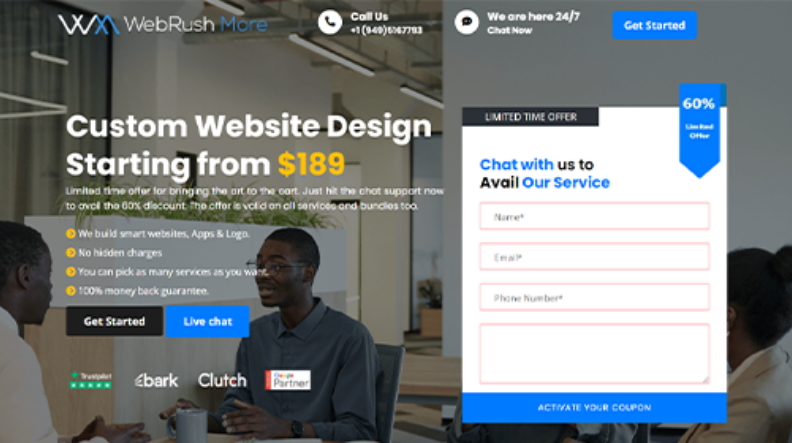 WebRush More
Call Us
+1 (949)5167793
We are here 24/7
Chat Now
Get Started
Custom Website Design
Starting from $189
Limited time offer for bringing the art to the cart. Just hit the chat support now
to avail the 60% discount. The offer is valid on all services and bundles too.
We build smart websites, Apps & Logo.
No hidden charges
You can pick as many services as you want.
100% money back guarantee.
Get Started
Live chat
Trustpilot
bark
Clutch
Google
Partner
LIMITED TIME OFFER
60%
Limited
Offer
Chat with us to
Avail Our Service
Name*
Email*
Phone Number*
ACTIVATE YOUR COUPON